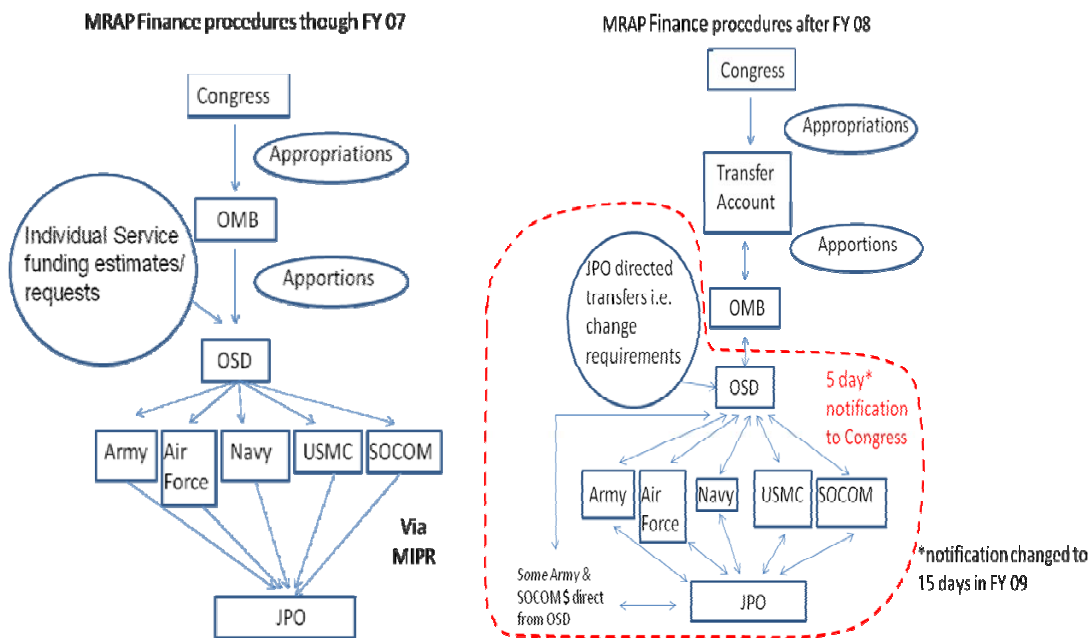 MRAP Finance procedures though FY 07
Congress
Appropriations
OMB
Individual Service
funding estimates/
requests
Apportions
OSD
Army
Air
Force
Navy
USMC
SOCOM
Via
MIPR
JPO
MRAP Finance procedures after FY 08
Congress
Appropriations
Transfer
Account
Apportions
JPO directed
transfers i.e.
change
requirements
OMB
OSD
5 day*
notification
to Congress
Army
Air
Force
Navy
USMC
SOCOM
Some Army &
SOCOM $ direct
from OSD
JPO
*notification changed to
15 days in FY 09